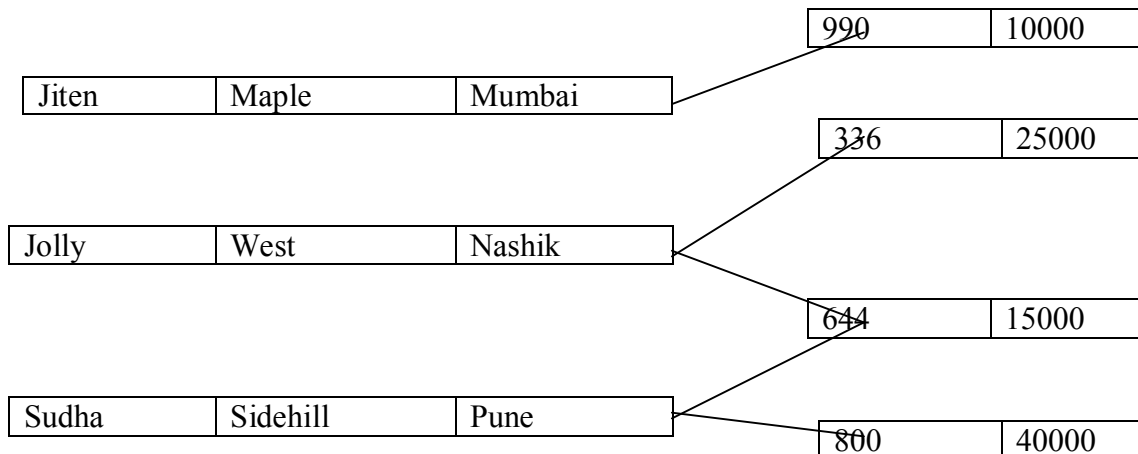 990 10000
Jiten Maple Mumbai
336 25000
Jolly West Nashik
644 15000
Sudha Sidehill Pune
800 40000